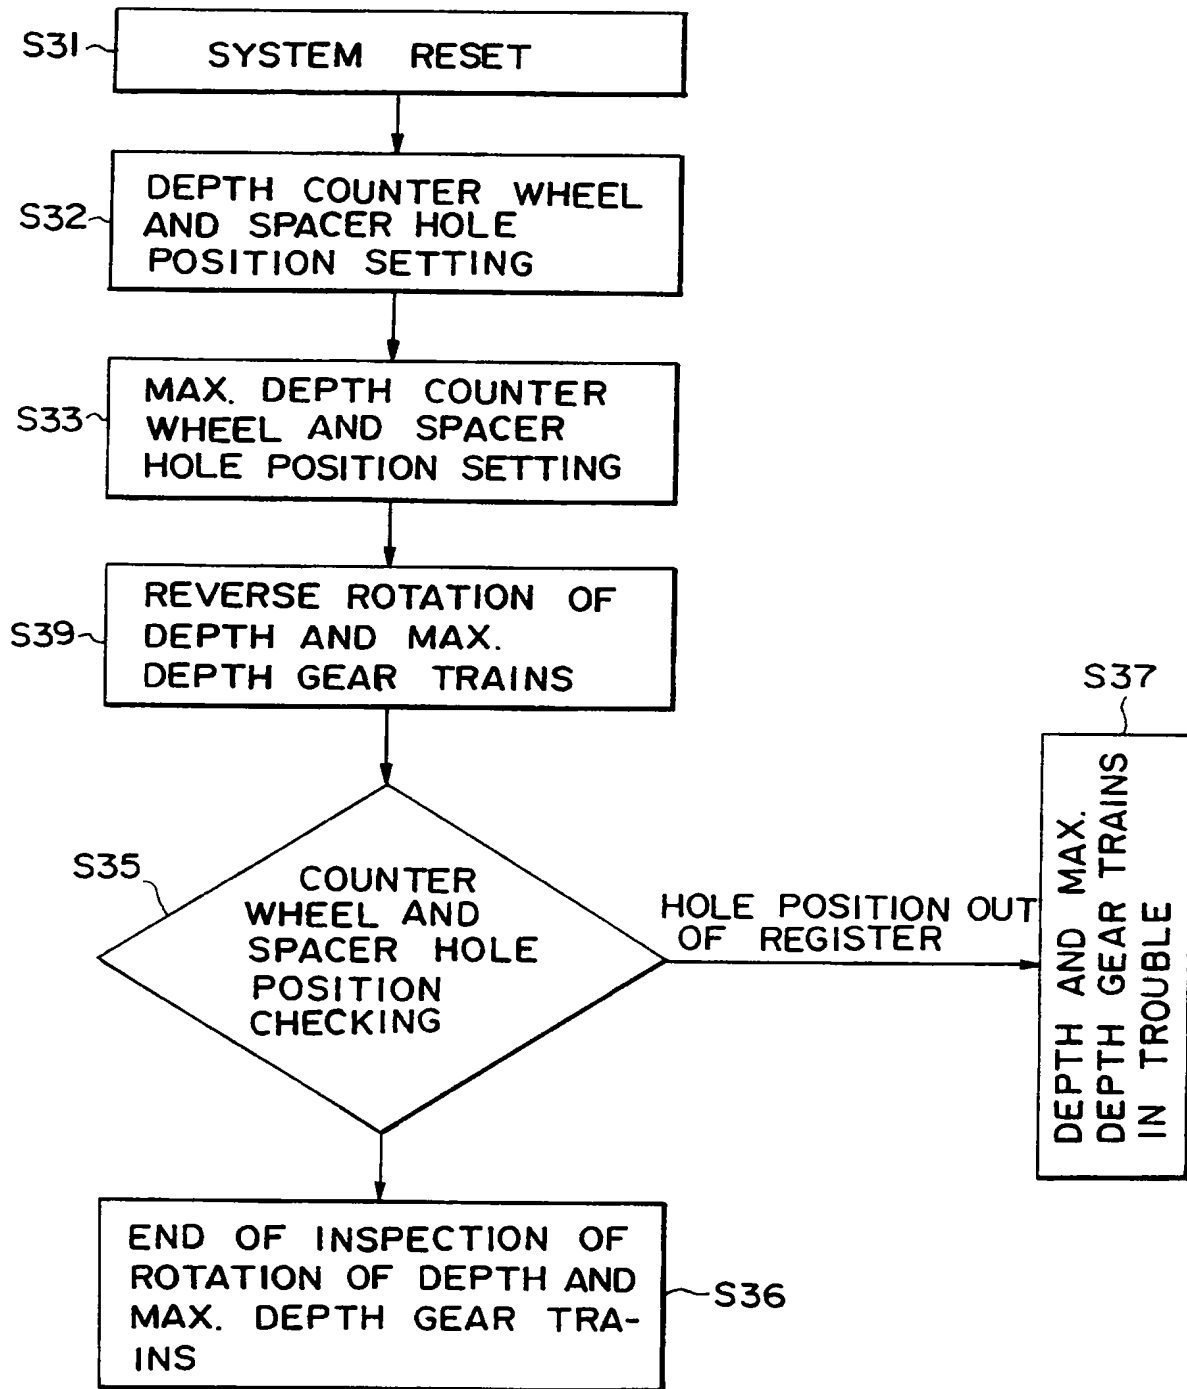 S31
SYSTEM RESET
S32
DEPTH COUNTER WHEEL
AND SPACER HOLE
POSITION SETTING
S33
MAX. DEPTH COUNTER
WHEEL AND SPACER
HOLE POSITION SETTING
S39
REVERSE ROTATION OF
DEPTH AND MAX.
DEPTH GEAR TRAINS
S35
COUNTER
WHEEL AND
SPACER HOLE
POSITION
CHECKING
HOLE POSITION OUT
OF REGISTER
S37
DEPTH AND MAX.
DEPTH GEAR TRAINS
IN TROUBLE
END OF INSPECTION OF
ROTATION OF DEPTH AND
MAX. DEPTH GEAR TRA-
INS
S36